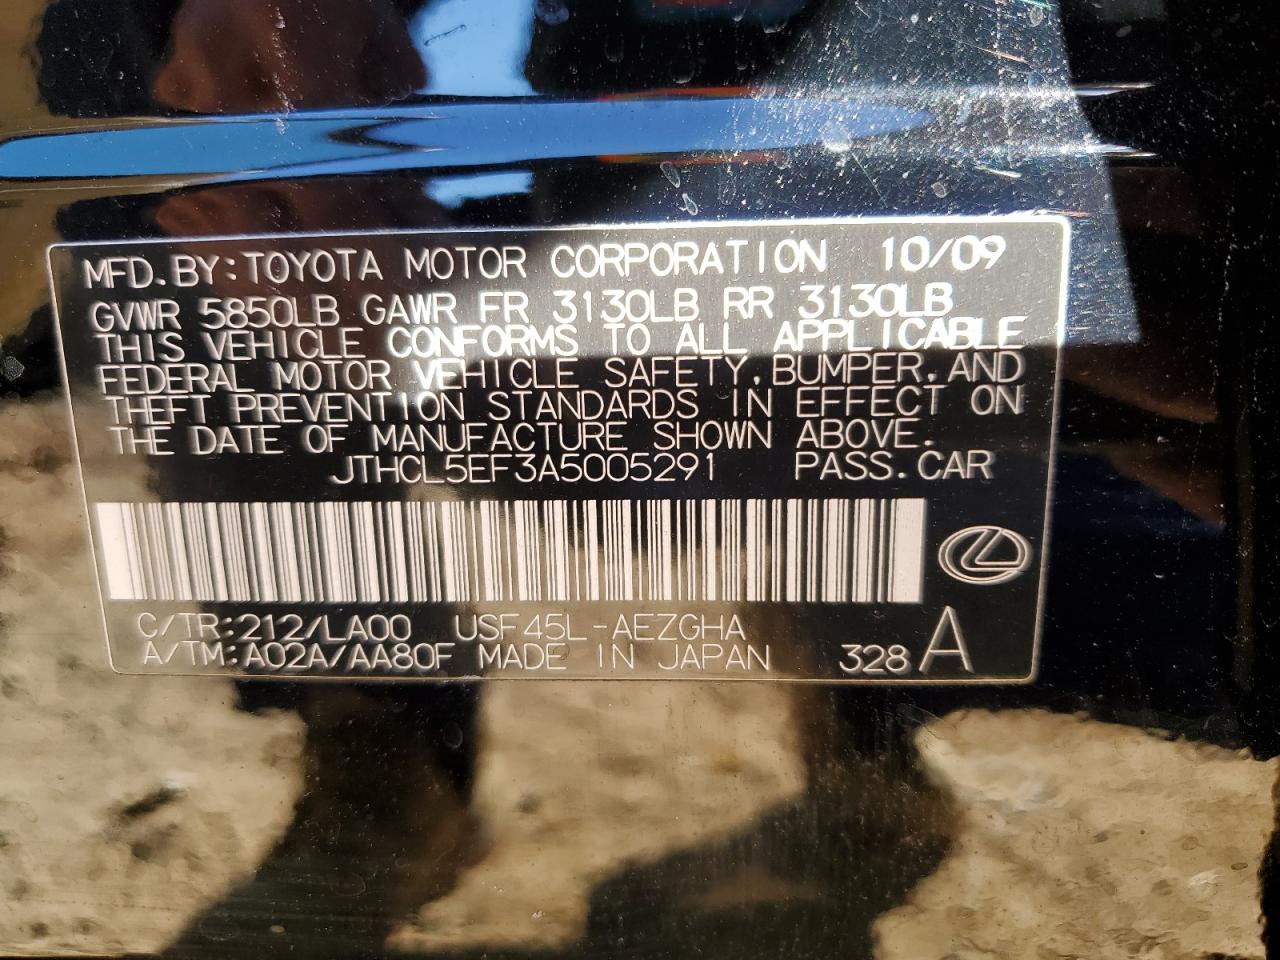 MFD. BY: TOYOTA MOTOR CORPORATION 10/09
GVWR 5850LB GAWR FR 3130LB RR 3130LB
THIS VEHICLE CONFORMS TO ALL APPLICABLE
FEDERAL MOTOR VEHICLE SAFETY, BUMPER, AND
THEFT PREVENTION STANDARDS IN EFFECT ON
THE DATE OF MANUFACTURE SHOWN ABOVE.
JTHCL5EF3A5005291 PASS. CAR
C/TR: 212/LA00 USF45L-AEZGHA
A/TM: A02A/AA80F MADE IN JAPAN 328 A